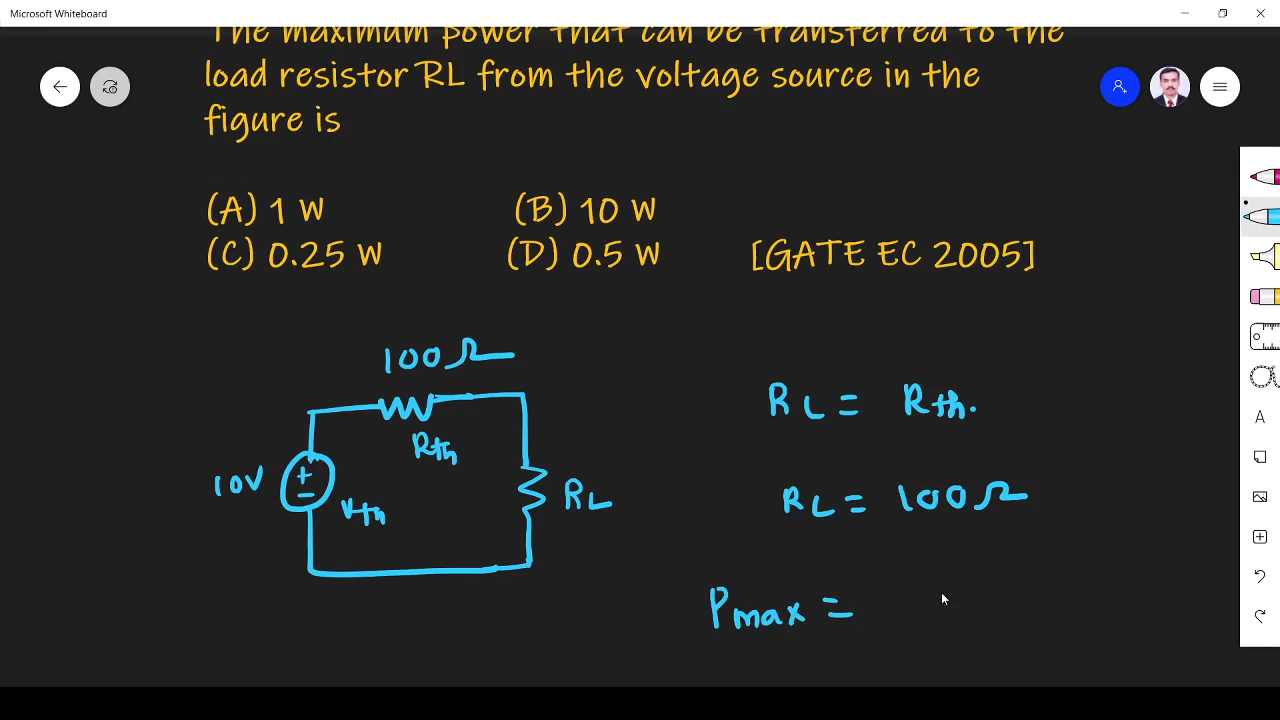 Microsoft Whiteboard
The maximum power that can be transferred to the
load resistor RL from the voltage source in the
figure is
(A) 1 W (B) 10 W
(C) 0.25 W (D) 0.5 W [GATE EC 2005]
100Ω
Rth
10V
+
Vth
RL
RL = Rth.
RL = 100Ω
Pmax =
A